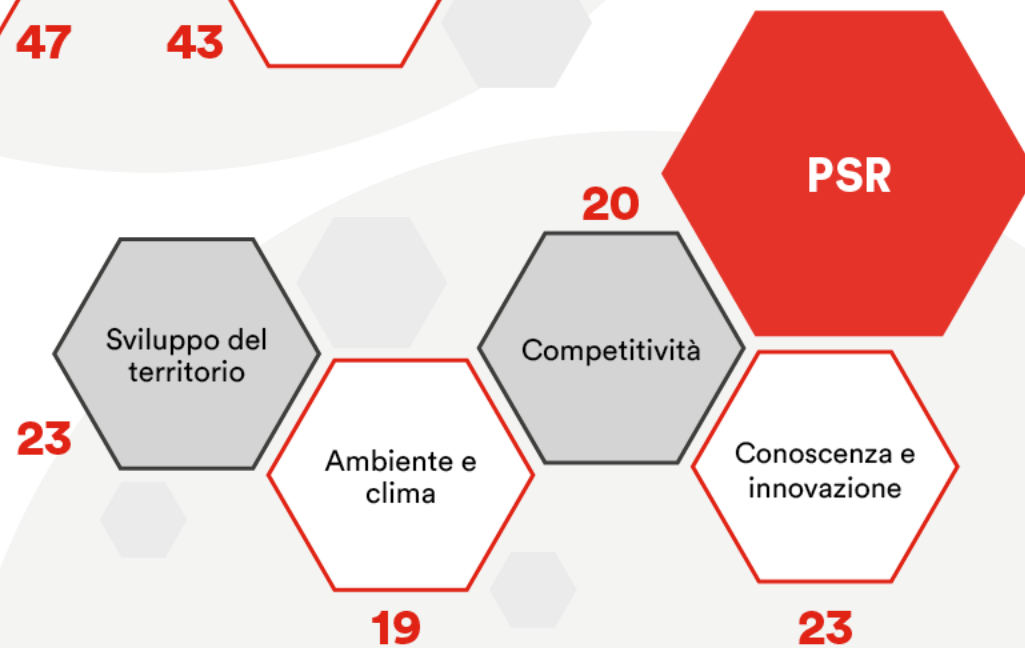 47
43
PSR
20
Sviluppo del
territorio
Competitività
23
Ambiente e
clima
Conoscenza e
innovazione
19
23